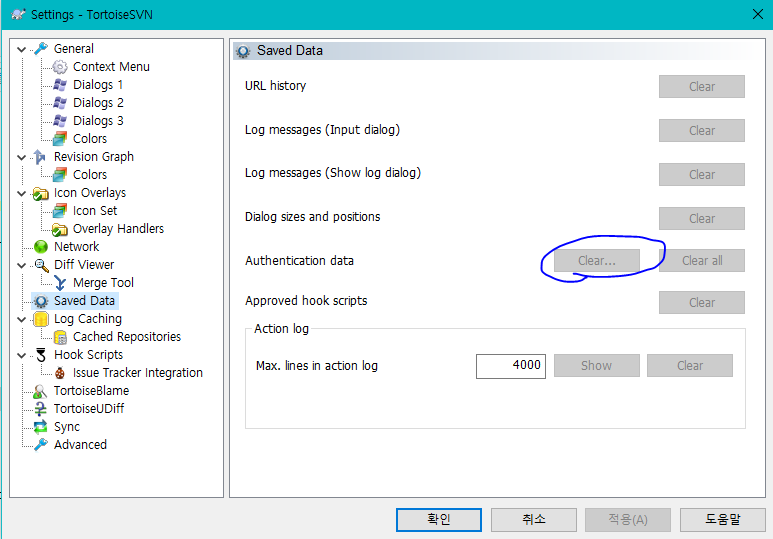 Settings - TortoiseSVN
General
Context Menu
Dialogs 1
Dialogs 2
Dialogs 3
Colors
Revision Graph
Colors
Icon Overlays
Icon Set
Overlay Handlers
Network
Diff Viewer
Merge Tool
Saved Data
Log Caching
Cached Repositories
Hook Scripts
Issue Tracker Integration
TortoiseBlame
TortoiseUDiff
Sync
Advanced
Saved Data
URL history Clear
Log messages (Input dialog) Clear
Log messages (Show log dialog) Clear
Dialog sizes and positions Clear
Authentication data Clear... Clear all
Approved hook scripts Clear
Action log
Max. lines in action log 4000 Show Clear
확인 취소 적용(A) 도움말